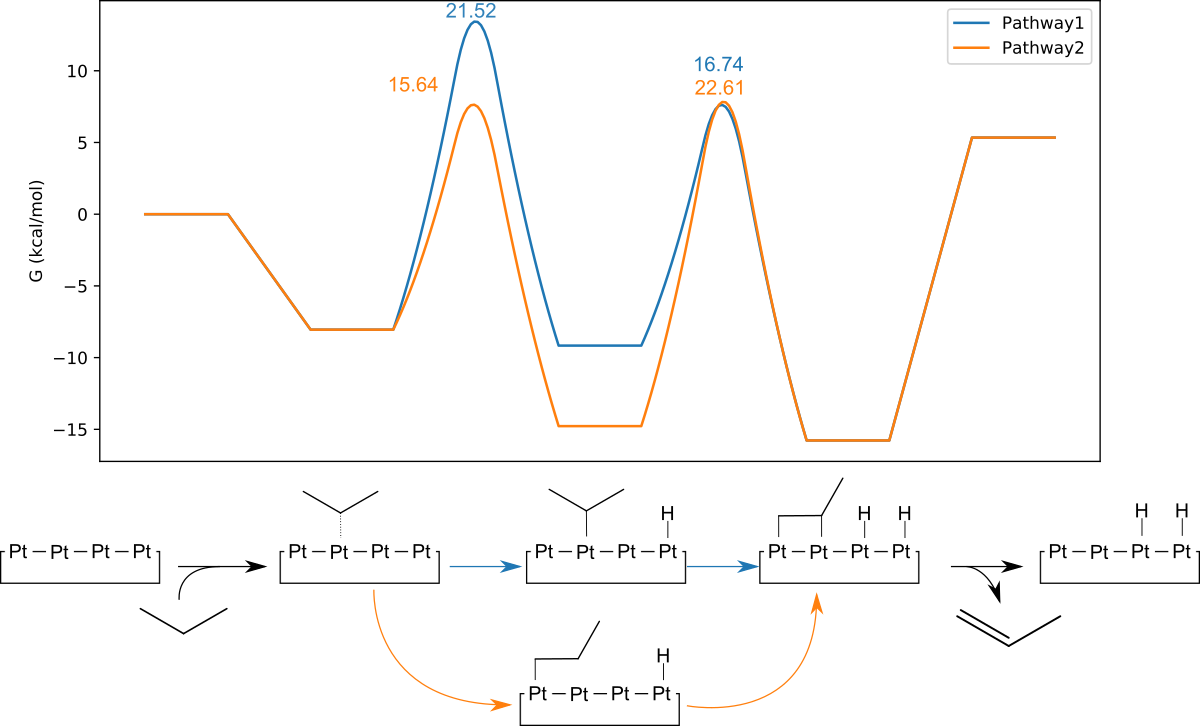 21.52
Pathway1
Pathway2
16.74
15.64
22.61
10
5
0
−5
−10
−15
G (kcal/mol)
H
H
H
H
H
Pt Pt Pt Pt
Pt Pt Pt Pt
Pt Pt Pt Pt
Pt Pt Pt Pt
Pt Pt Pt Pt
H
Pt Pt Pt Pt